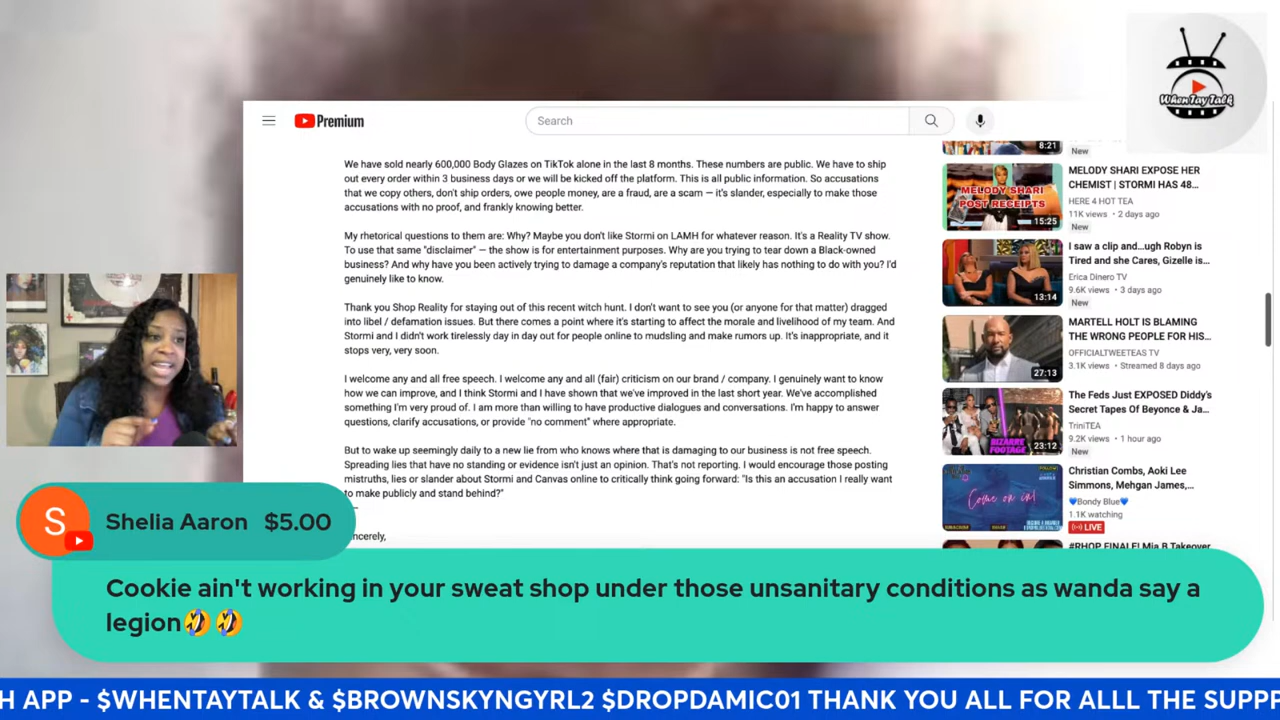 When Tay Talk
Premium
Search
We have sold nearly 600,000 Body Glazes on TikTok alone in the last 8 months. These numbers are public. We have to ship
out every order within 3 business days or we will be kicked off the platform. This is all public information. So accusations
that we copy others, don't ship orders, owe people money, are a fraud, are a scam — it's slander, especially to make those
accusations with no proof, and frankly knowing better.
My rhetorical questions to them are: Why? Maybe you don't like Stormi on LAMH for whatever reason. It's a Reality TV show.
To use that same "disclaimer" — the show is for entertainment purposes. Why are you trying to tear down a Black-owned
business? And why have you been actively trying to damage a company's reputation that likely has nothing to do with you? I'd
genuinely like to know.
Thank you Shop Reality for staying out of this recent witch hunt. I don't want to see you (or anyone for that matter) dragged
into libel / defamation issues. But there comes a point where it's starting to affect the morale and livelihood of my team. And
Stormi and I didn't work tirelessly day in day out for people online to mudsling and make rumors up. It's inappropriate, and it
stops very, very soon.
I welcome any and all free speech. I welcome any and all (fair) criticism on our brand / company. I genuinely want to know
how we can improve, and I think Stormi and I have shown that we've improved in the last short year. We've accomplished
something I'm very proud of. I am more than willing to have productive dialogues and conversations. I'm happy to answer
questions, clarify accusations, or provide "no comment" where appropriate.
But to wake up seemingly daily to a new lie from who knows where that is damaging to our business is not free speech.
Spreading lies that have no standing or evidence isn't just an opinion. That's not reporting. I would encourage those posting
mistruths, lies or slander about Stormi and Canvas online to critically think going forward: "Is this an accusation I really want
to make publicly and stand behind?"
—
incerely,
8:21
New
MELODY SHARI
POST RECEIPTS
15:25
MELODY SHARI EXPOSE HER
CHEMIST | STORMI HAS 48...
HERE 4 HOT TEA
11K views • 2 days ago
New
13:14
I saw a clip and...ugh Robyn is
Tired and she Cares, Gizelle is...
Erica Dinero TV
9.6K views • 3 days ago
New
27:13
MARTELL HOLT IS BLAMING
THE WRONG PEOPLE FOR HIS...
OFFICIALTWEETEAS TV
3.1K views • Streamed 8 days ago
BIZARRE
FOOTAGE
23:12
The Feds Just EXPOSED Diddy's
Secret Tapes Of Beyonce & Ja...
TriniTEA
9.2K views • 1 hour ago
New
Come on in!
Christian Combs, Aoki Lee
Simmons, Mehgan James,...
💙Bondy Blue💙
1.1K watching
LIVE
#RHOP FINALE! Mia B Takeover
S
Shelia Aaron $5.00
Cookie ain't working in your sweat shop under those unsanitary conditions as wanda say a
legion🤣🤣
H APP - $WHENTAYTALK & $BROWNSKYNGYRL2 $DROPDAMIC01 THANK YOU ALL FOR ALLL THE SUPP